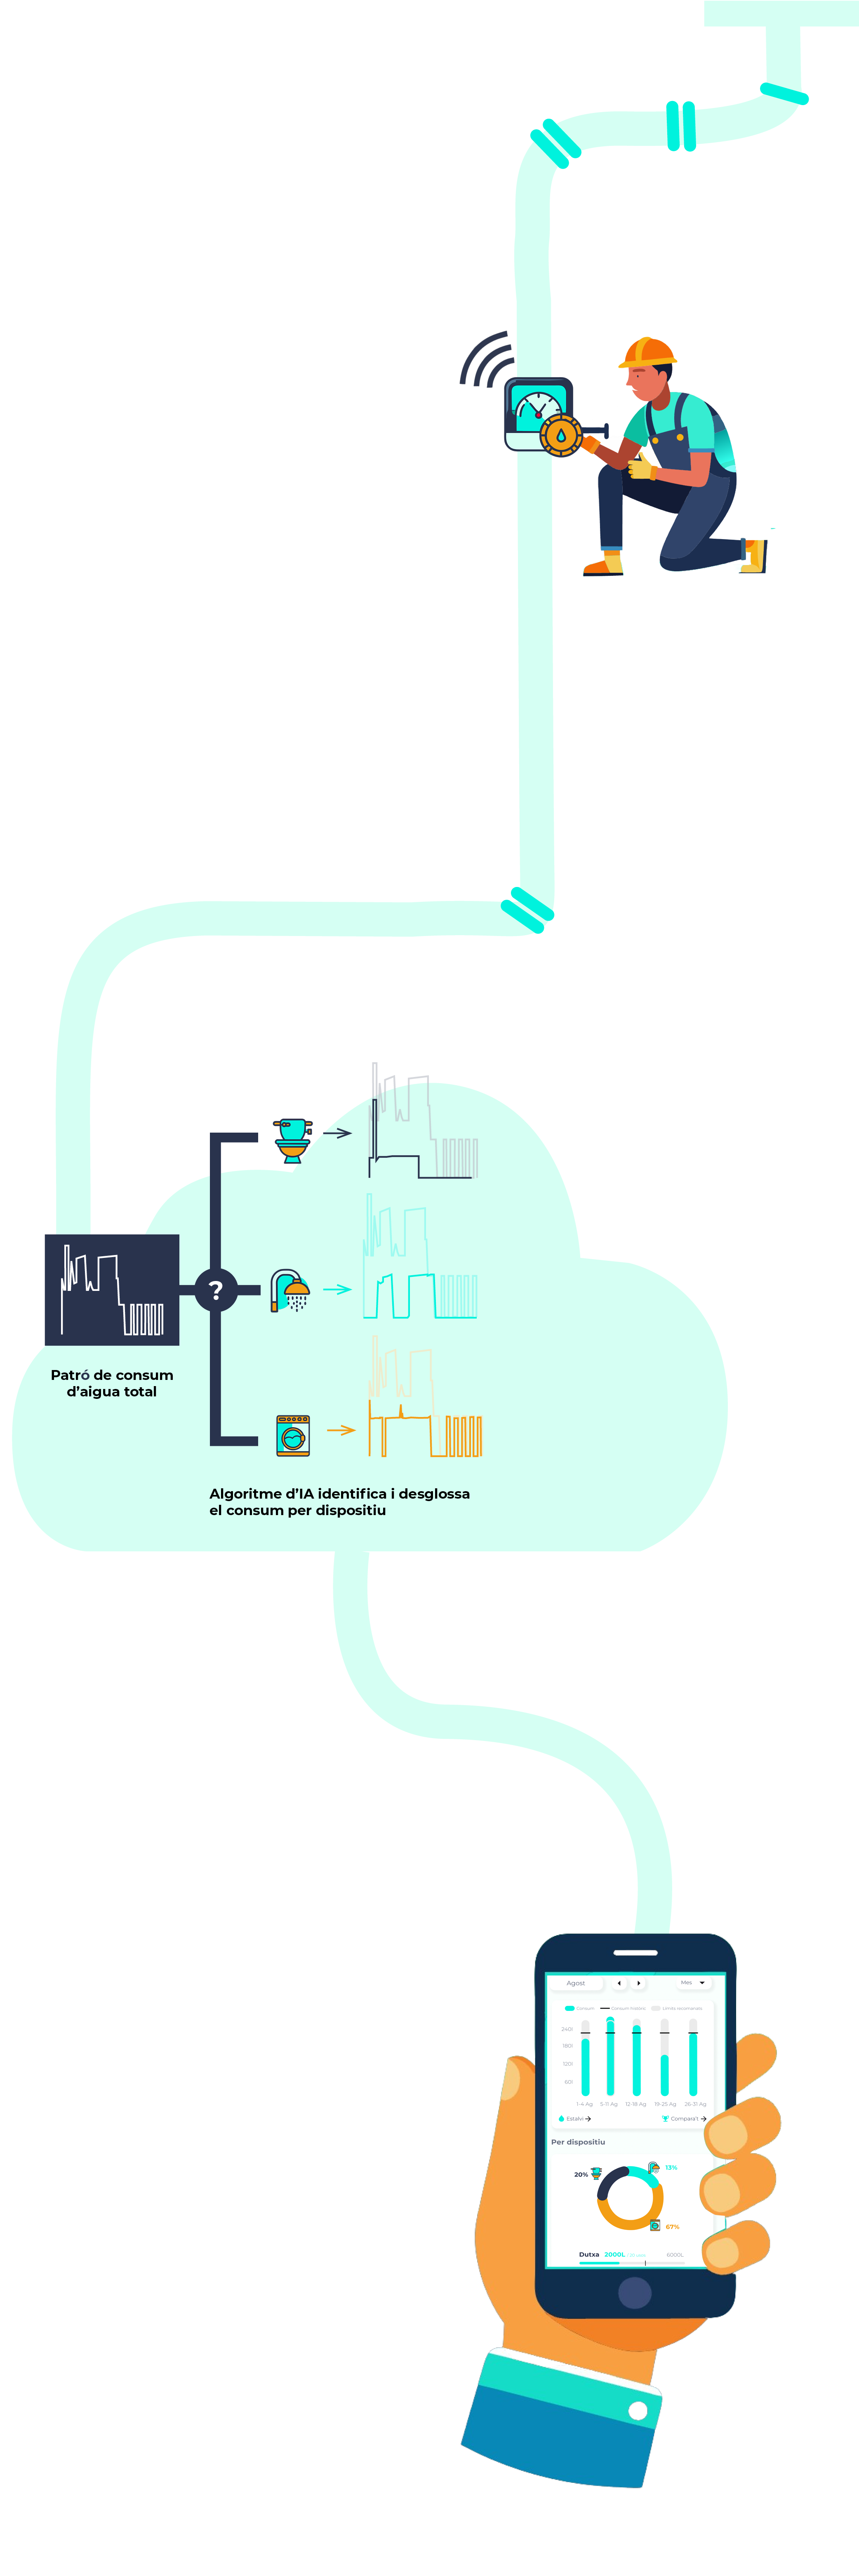 ?
Patró de consum
d'aigua total
Algoritme d'IA identifica i desglossa
el consum per dispositiu
Agost
Mes
Consum
Consum històric
Límits recomanats
240l
180l
120l
60l
1-4 Ag 5-11 Ag 12-18 Ag 19-25 Ag 26-31 Ag
Estalvi
Compara't
Per dispositiu
20%
13%
67%
Dutxa 2000L
6000L